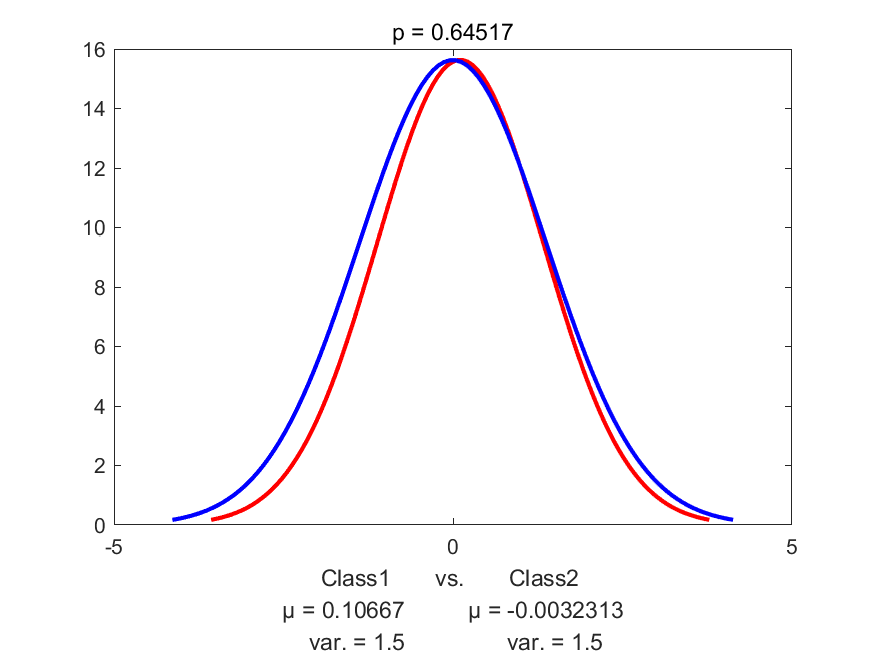 p = 0.64517
16
14
12
10
8
6
4
2
0
-5 0 5
Class1 vs. Class2
μ = 0.10667 μ = -0.0032313
var. = 1.5 var. = 1.5